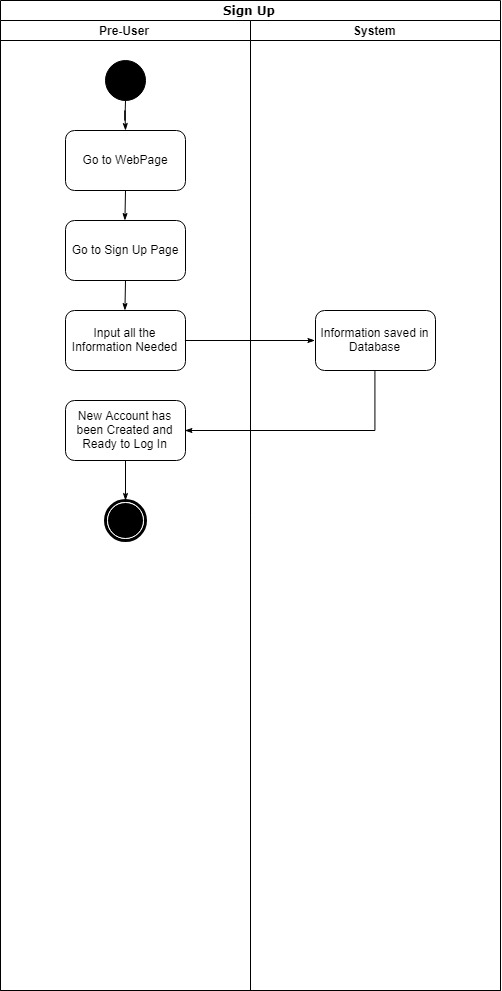 Sign Up
Pre-User
System
Go to WebPage
Go to Sign Up Page
Input all the
Information Needed
Information saved in
Database
New Account has
been Created and
Ready to Log In